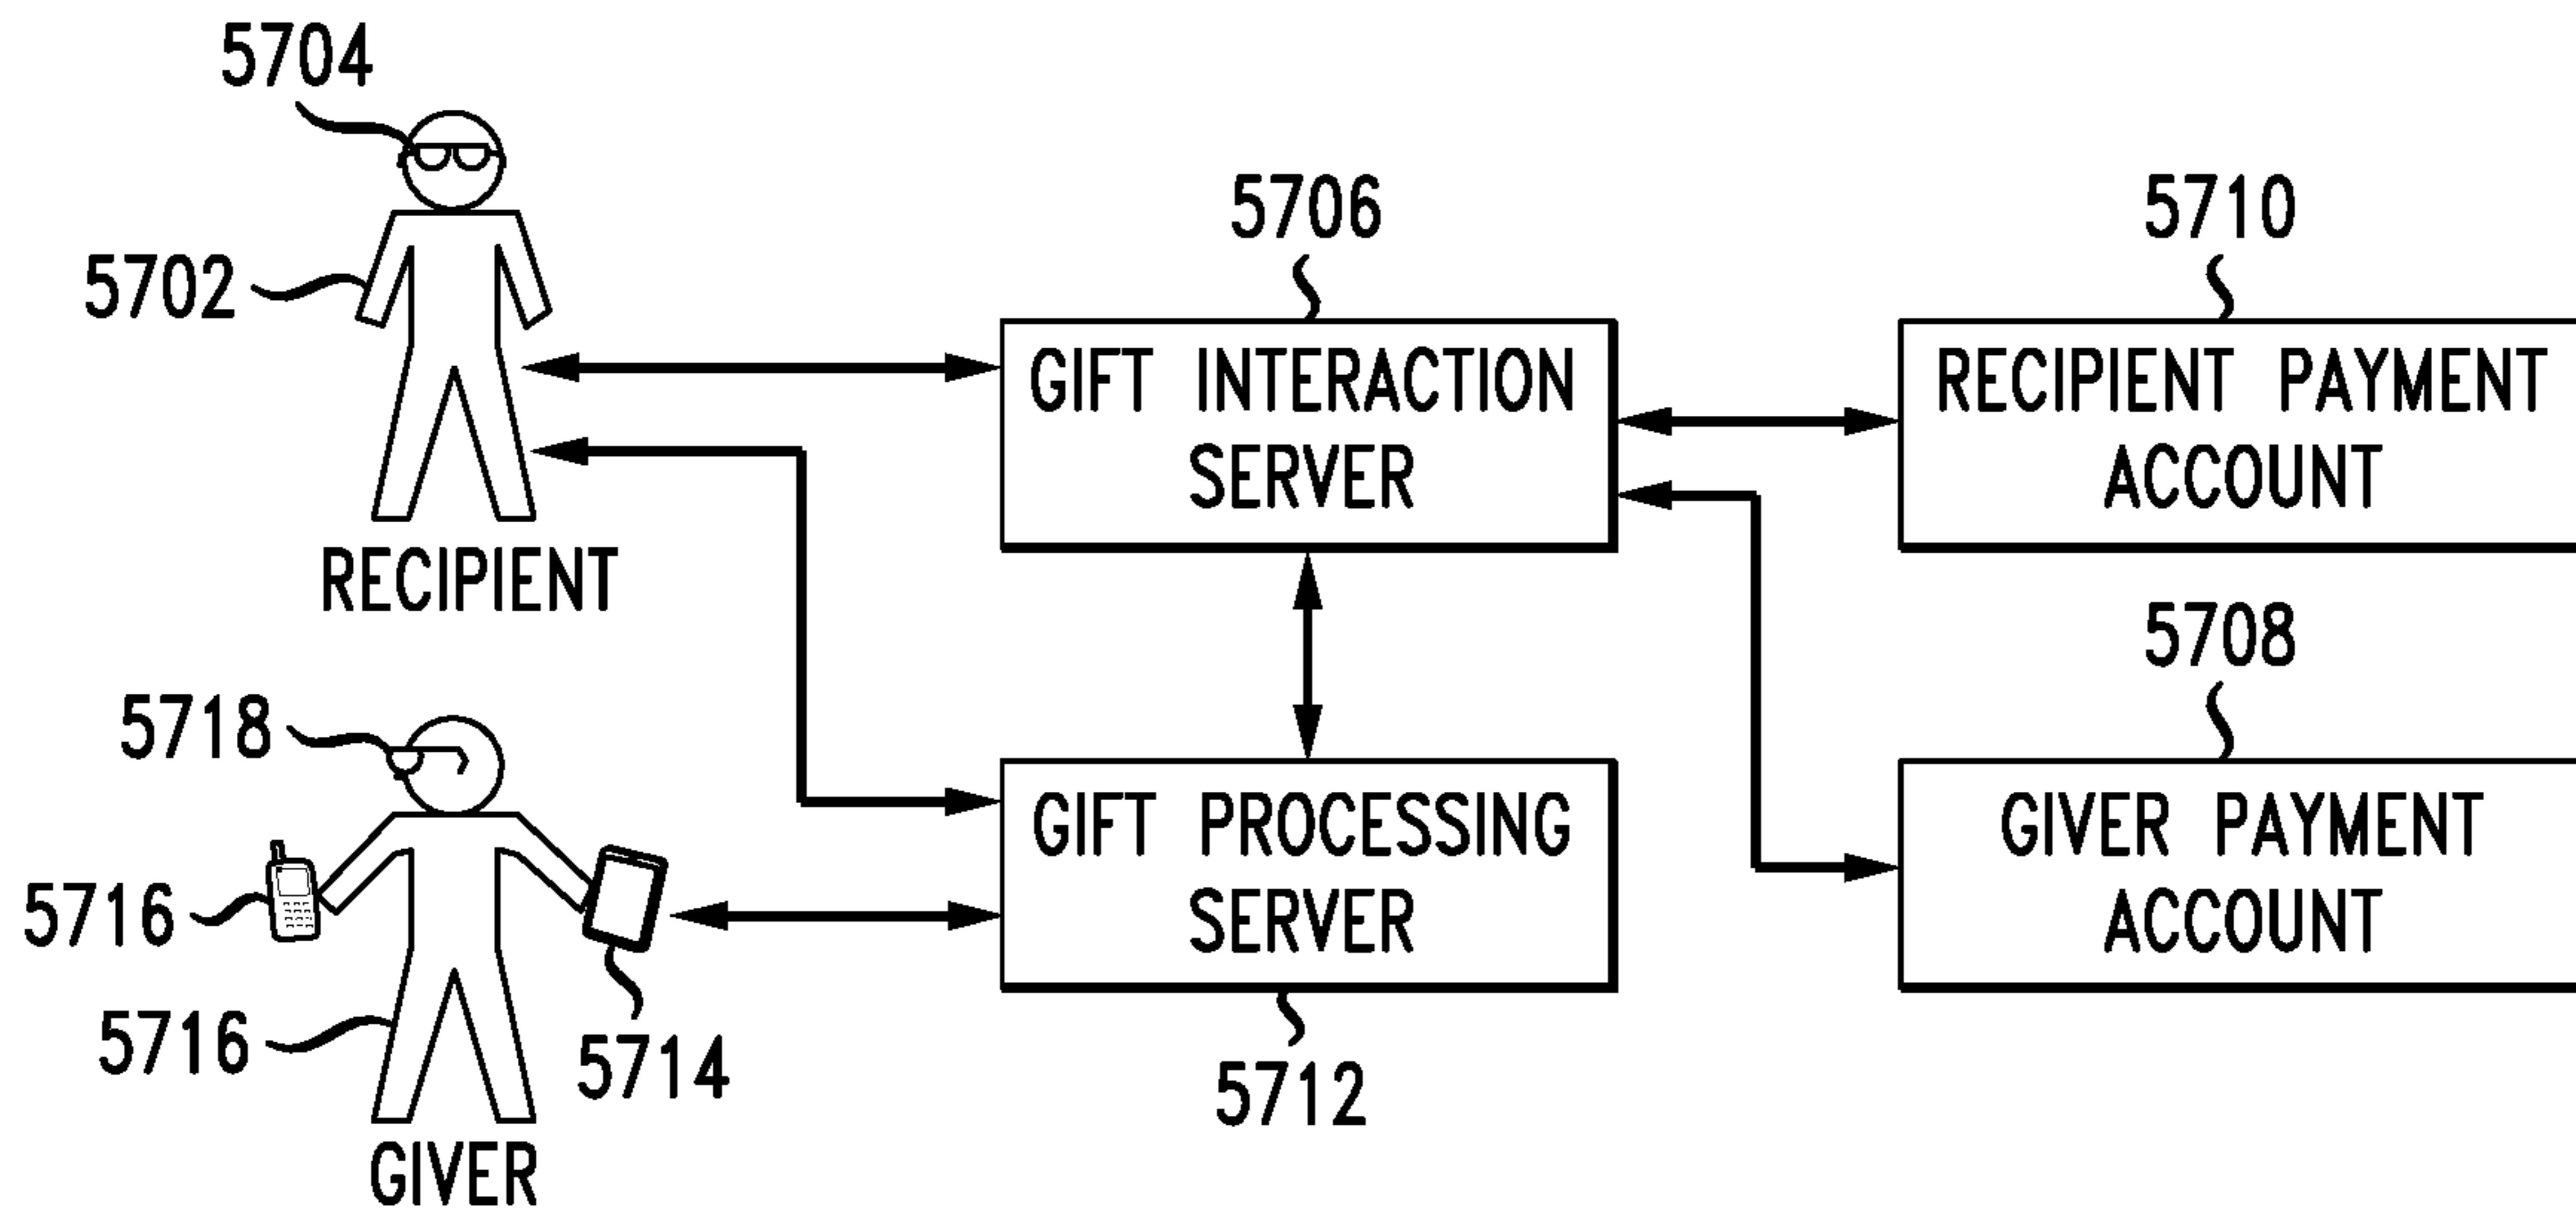 5704
5702
RECIPIENT
5706
GIFT INTERACTION
SERVER
5710
RECIPIENT PAYMENT
ACCOUNT
5718
5716
5716
5714
GIVER
GIFT PROCESSING
SERVER
5712
5708
GIVER PAYMENT
ACCOUNT